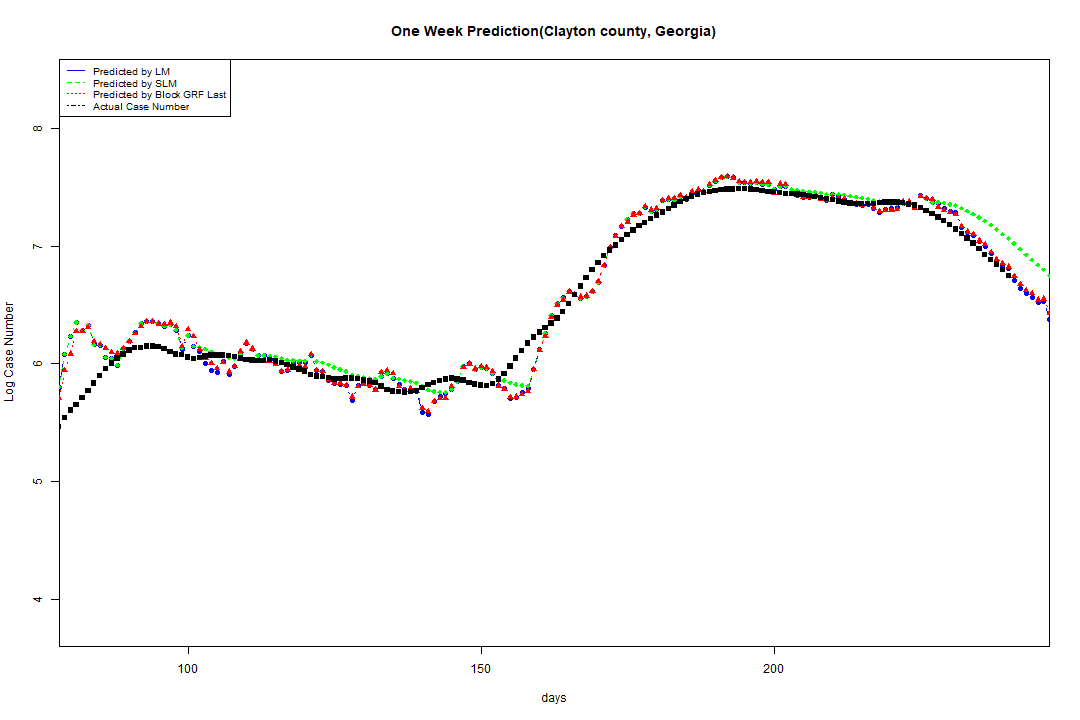 One Week Prediction(Clayton county, Georgia)
Predicted by LM
Predicted by SLM
Predicted by Block GRF Last
Actual Case Number
8
7
6
5
4
Log Case Number
100 150 200
days